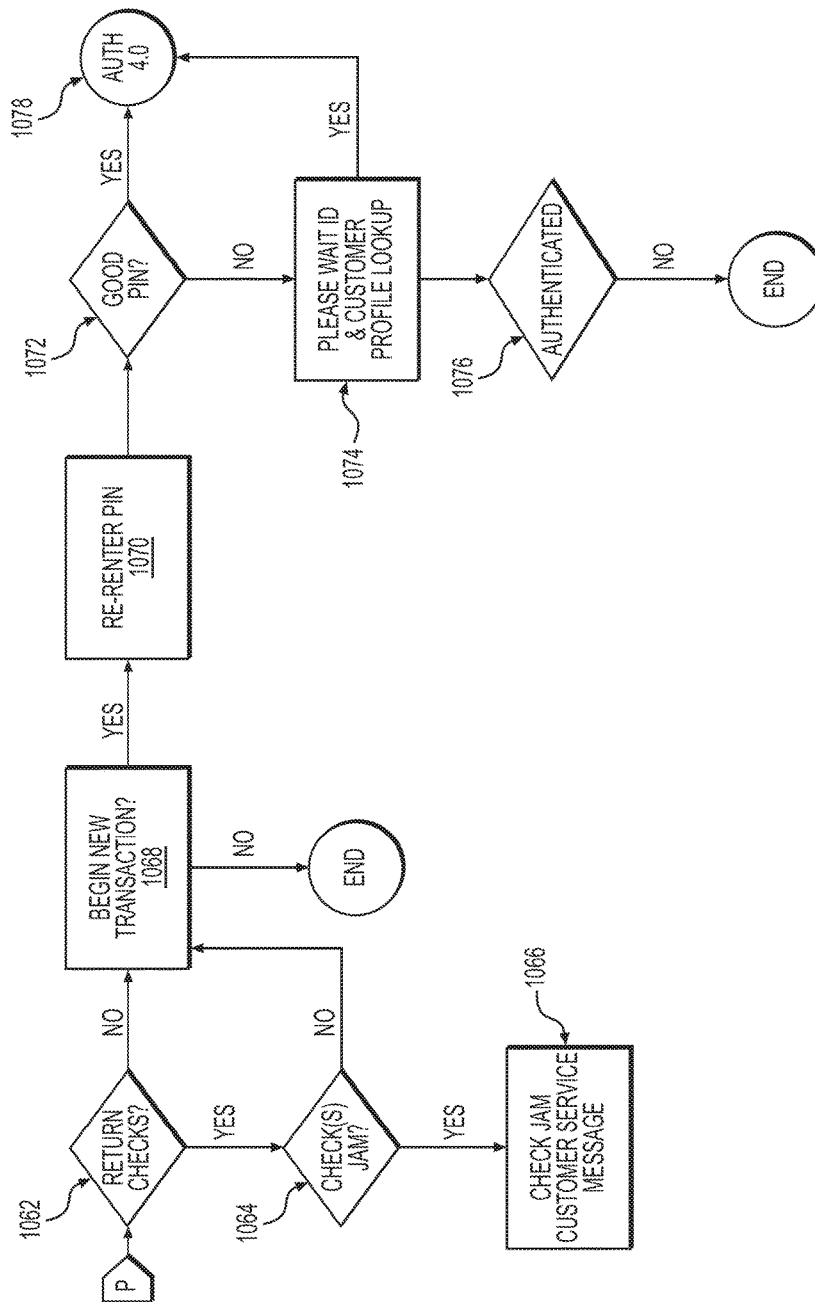 P
1062
RETURN
CHECKS?
NO
YES
1064
CHECK(S)
JAM?
NO
YES
1066
CHECK JAM
CUSTOMER SERVICE
MESSAGE
BEGIN NEW
TRANSACTION?
1068
NO
END
YES
RE-RENTER PIN
1070
1072
GOOD
PIN?
YES
NO
1078
AUTH
4.0
PLEASE WAIT ID
& CUSTOMER
PROFILE LOOKUP
1074
YES
1076
AUTHENTICATED
NO
END